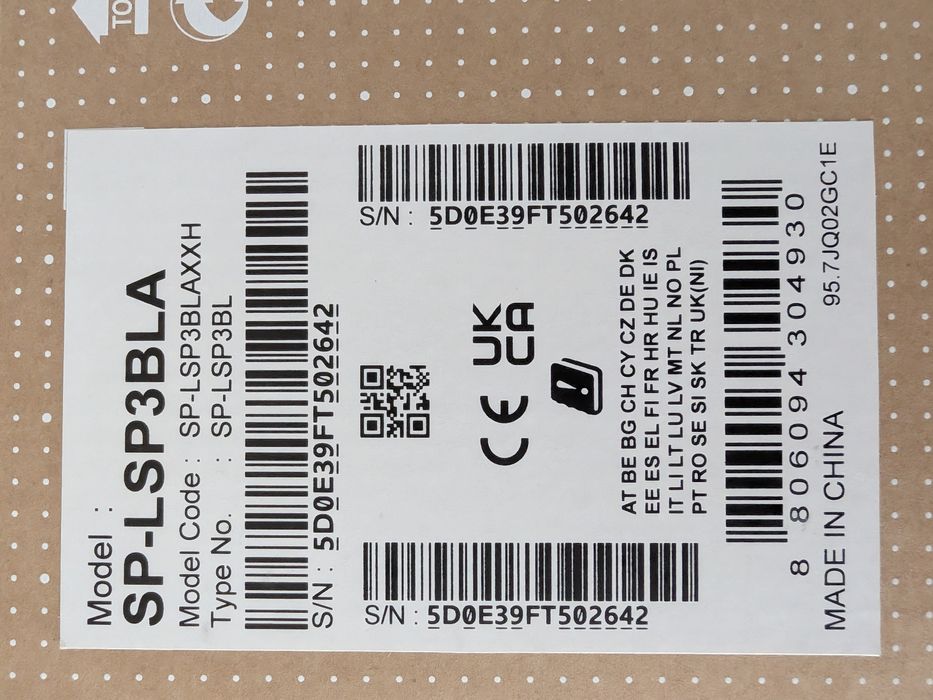 TO
Model :
SP-LSP3BLA
Model Code : SP-LSP3BLAXXH
Type No. : SP-LSP3BL
S/N : 5D0E39FT502642
S/N : 5D0E39FT502642
S/N : 5D0E39FT502642
CE UK
CA
AT BE BG CH CY CZ DE DK
EE ES EL FI FR HR HU IE IS
IT LI LT LU LV MT NL NO PL
PT RO SE SI SK TR UK(NI)
8 806094 304930
MADE IN CHINA 95.7JQ02GC1E